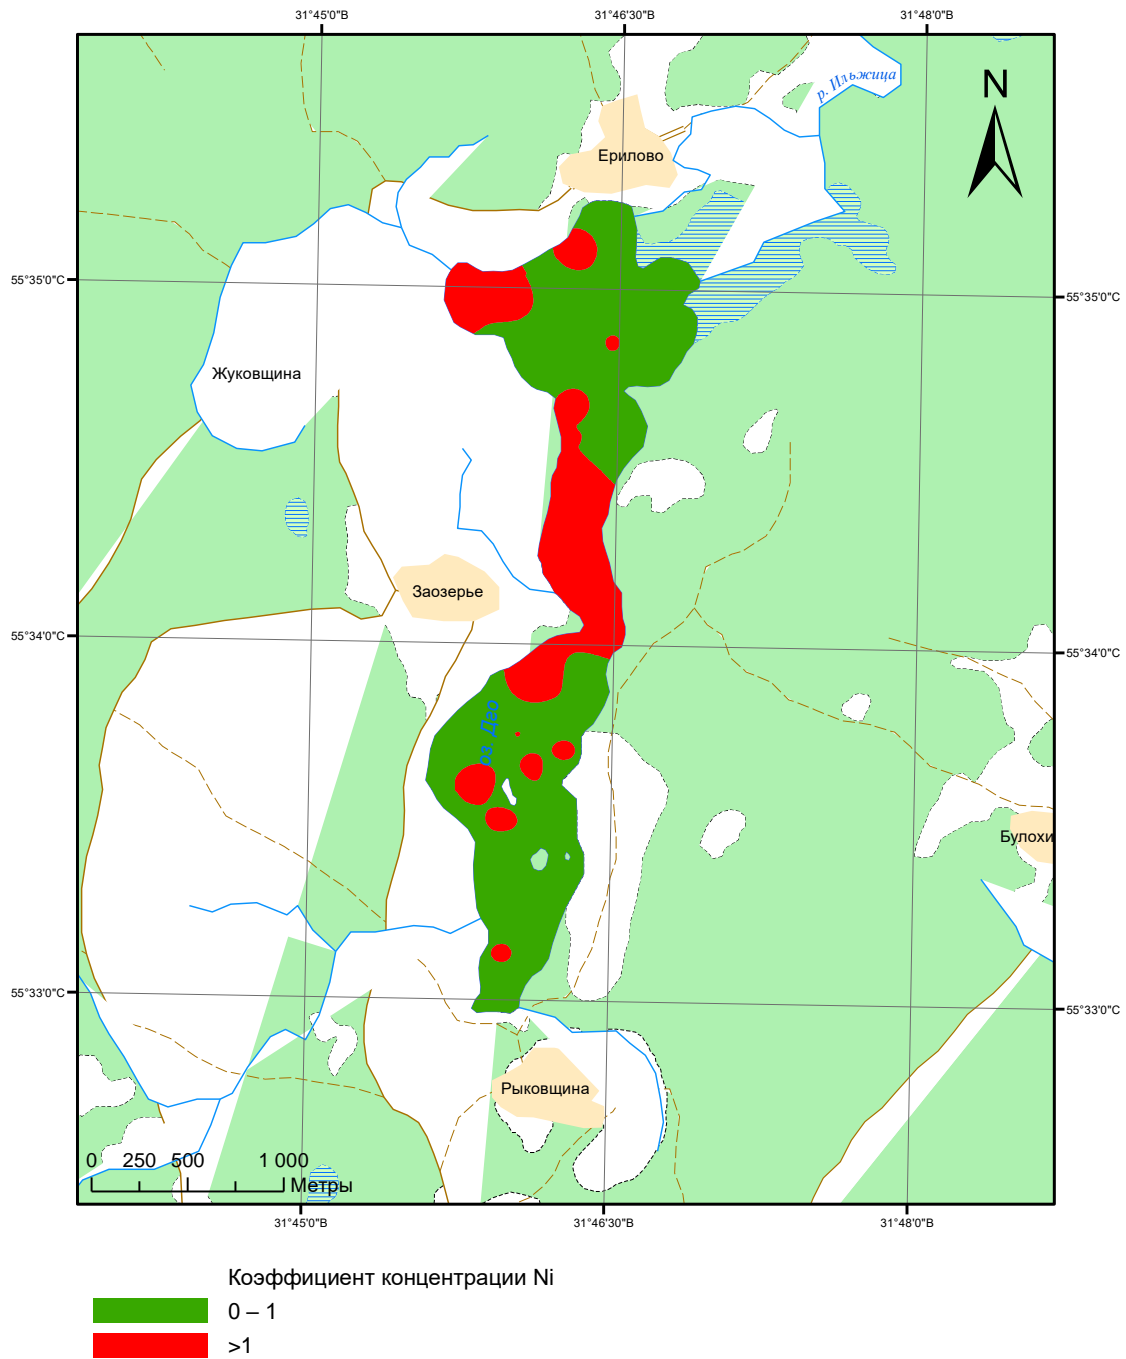 31°45'0"В
31°46'30"В
31°48'0"В
N
р. Ильжица
Ерилово
55°35'0"С
55°35'0"С
Жуковщина
Заозерье
55°34'0"С
55°34'0"С
оз. Дго
Булохи
55°33'0"С
55°33'0"С
Рыковщина
0 250 500 1 000
Метры
31°45'0"В
31°46'30"В
31°48'0"В
Коэффициент концентрации Ni
0 – 1
>1